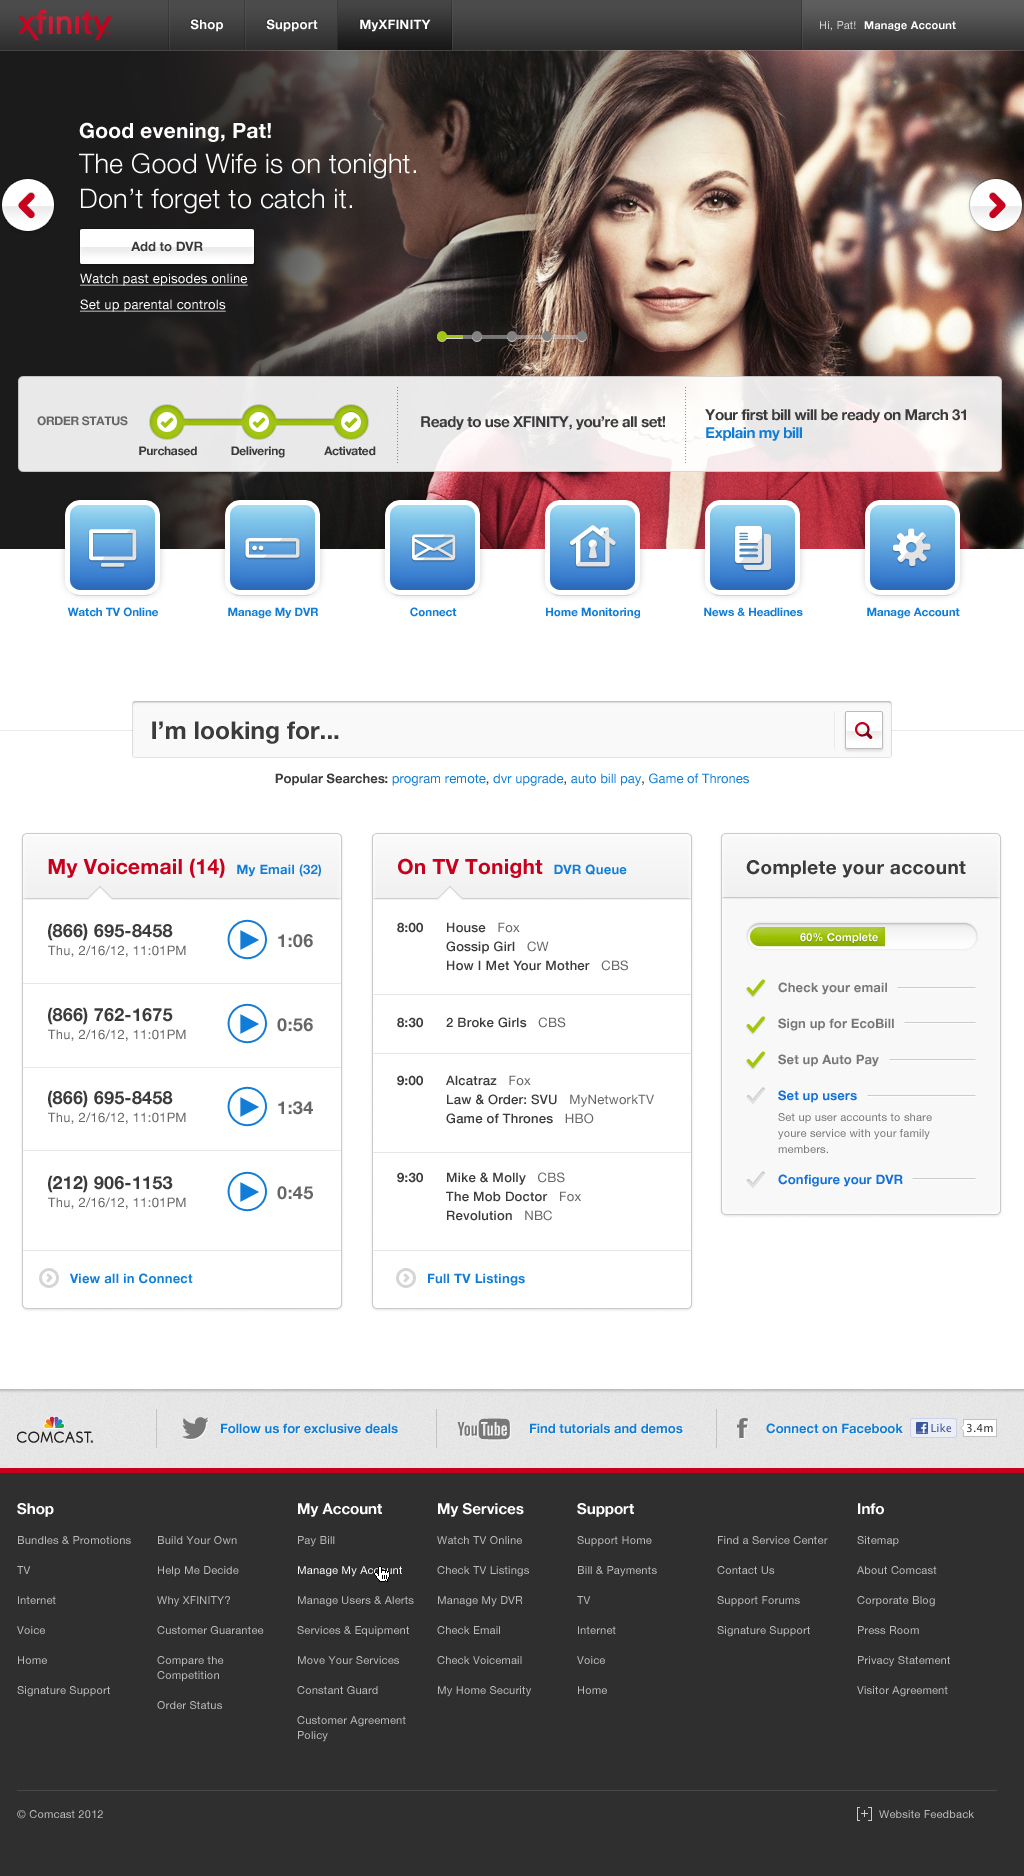 xfinity
Shop
Support
MyXFINITY
Hi, Pat! Manage Account
Good evening, Pat!
The Good Wife is on tonight.
Don't forget to catch it.
Add to DVR
Watch past episodes online
Set up parental controls
ORDER STATUS
Purchased
Delivering
Activated
Ready to use XFINITY, you're all set!
Your first bill will be ready on March 31
Explain my bill
Watch TV Online
Manage My DVR
Connect
Home Monitoring
News & Headlines
Manage Account
I'm looking for...
Popular Searches: program remote, dvr upgrade, auto bill pay, Game of Thrones
My Voicemail (14) My Email (32)
(866) 695-8458
Thu, 2/16/12, 11:01PM
1:06
(866) 762-1675
Thu, 2/16/12, 11:01PM
0:56
(866) 695-8458
Thu, 2/16/12, 11:01PM
1:34
(212) 906-1153
Thu, 2/16/12, 11:01PM
0:45
View all in Connect
On TV Tonight DVR Queue
8:00 House Fox
Gossip Girl CW
How I Met Your Mother CBS
8:30 2 Broke Girls CBS
9:00 Alcatraz Fox
Law & Order: SVU MyNetworkTV
Game of Thrones HBO
9:30 Mike & Molly CBS
The Mob Doctor Fox
Revolution NBC
Full TV Listings
Complete your account
60% Complete
Check your email
Sign up for EcoBill
Set up Auto Pay
Set up users
Set up user accounts to share
youre service with your family
members.
Configure your DVR
COMCAST.
Follow us for exclusive deals
YouTube
Find tutorials and demos
f
Connect on Facebook
f Like
3.4m
Shop
Bundles & Promotions
TV
Internet
Voice
Home
Signature Support
Build Your Own
Help Me Decide
Why XFINITY?
Customer Guarantee
Compare the
Competition
Order Status
My Account
Pay Bill
Manage My Account
Manage Users & Alerts
Services & Equipment
Move Your Services
Constant Guard
Customer Agreement
Policy
My Services
Watch TV Online
Check TV Listings
Manage My DVR
Check Email
Check Voicemail
My Home Security
Support
Support Home
Bill & Payments
TV
Internet
Voice
Home
Find a Service Center
Contact Us
Support Forums
Signature Support
Info
Sitemap
About Comcast
Corporate Blog
Press Room
Privacy Statement
Visitor Agreement
© Comcast 2012
[+] Website Feedback